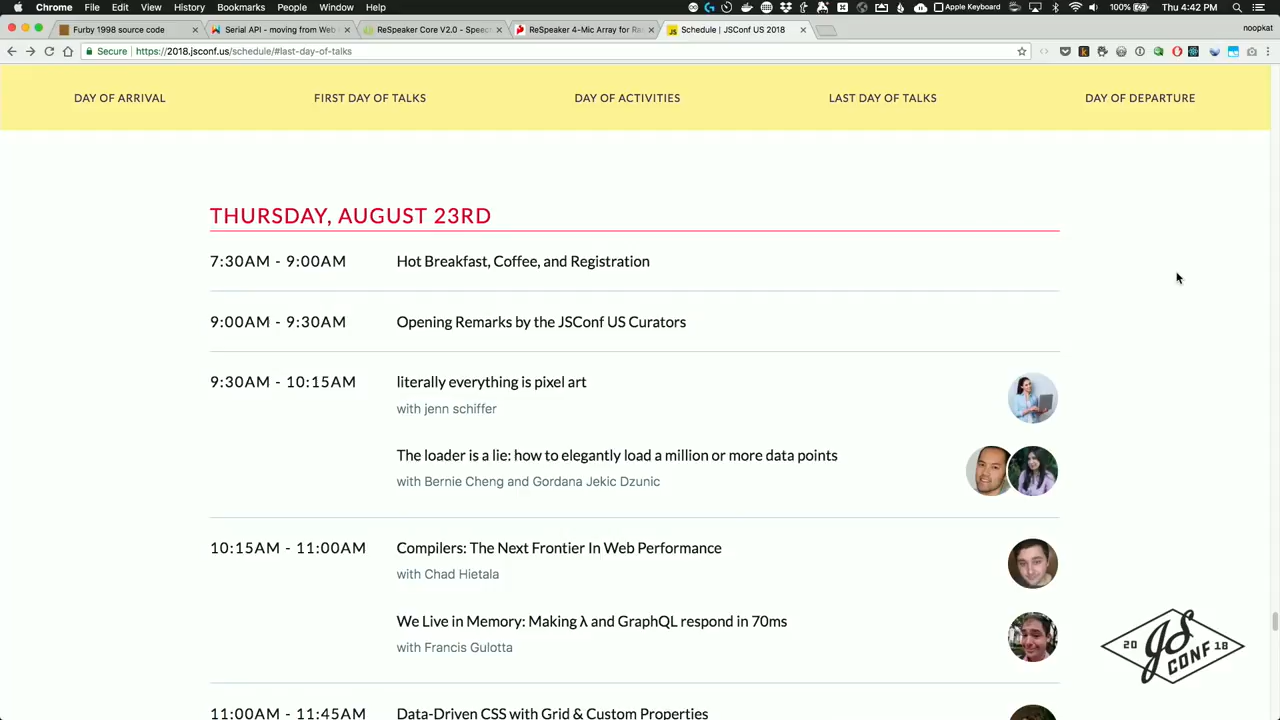 Chrome File Edit View History Bookmarks People Window Help
Apple Keyboard 100% Thu 4:42 PM
Furby 1998 source code
Serial API - moving from Web
ReSpeaker Core V2.0 - Speech
ReSpeaker 4-Mic Array for Ra
Schedule | JSConf US 2018
noopkat
Secure https://2018.jsconf.us/schedule/#last-day-of-talks
DAY OF ARRIVAL
FIRST DAY OF TALKS
DAY OF ACTIVITIES
LAST DAY OF TALKS
DAY OF DEPARTURE
THURSDAY, AUGUST 23RD
7:30AM - 9:00AM Hot Breakfast, Coffee, and Registration
9:00AM - 9:30AM Opening Remarks by the JSConf US Curators
9:30AM - 10:15AM literally everything is pixel art
with jenn schiffer
The loader is a lie: how to elegantly load a million or more data points
with Bernie Cheng and Gordana Jekic Dzunic
10:15AM - 11:00AM Compilers: The Next Frontier In Web Performance
with Chad Hietala
We Live in Memory: Making λ and GraphQL respond in 70ms
with Francis Gulotta
11:00AM - 11:45AM Data-Driven CSS with Grid & Custom Properties
20 JS CONF 18